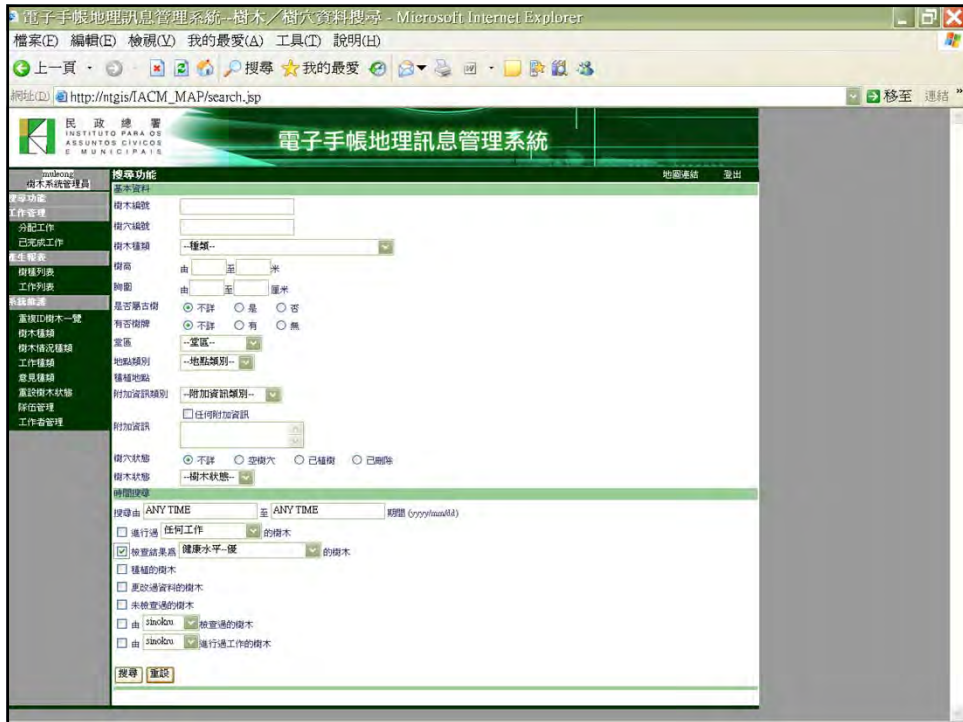 電子手帳地理訊息管理系統--樹木／樹穴資料搜尋 - Microsoft Internet Explorer
檔案(F) 編輯(E) 檢視(V) 我的最愛(A) 工具(T) 說明(H)
上一頁 搜尋 我的最愛
網址(D) http://ntgis/IACM_MAP/search.jsp 移至 連結 »
民政總署
INSTITUTO PARA OS
ASSUNTOS CÍVICOS
E MUNICIPAIS
電子手帳地理訊息管理系統
樹木系統管理員
搜尋功能 地圖連結 登出
基本資料
搜尋功能
工作管理
分配工作
已完成工作
產生報表
樹種列表
工作列表
系統維護
重複ID樹木一覽
樹木種類
樹木情況種類
工作種類
意見種類
重設樹木狀態
隊伍管理
工作者管理
樹木編號
樹穴編號
樹木種類 --種類--
樹高 由 至 米
胸圍 由 至 厘米
是否屬古樹 不詳 是 否
有否樹牌 不詳 有 無
堂區 --堂區--
地點類別 --地點類別--
種植地點
附加資訊類別 --附加資訊類別--
任何附加資訊
附加資訊
樹穴狀態 不詳 空樹穴 已植樹 已刪除
樹木狀態 --樹木狀態--
時間搜尋
搜尋由 ANY TIME 至 ANY TIME 期間 (yyyy/mm/dd)
進行過 任何工作 的樹木
檢查結果為 健康水平--優 的樹木
種植的樹木
更改過資料的樹木
未檢查過的樹木
由 sinokru 檢查過的樹木
由 sinokru 進行過工作的樹木
搜尋 重設